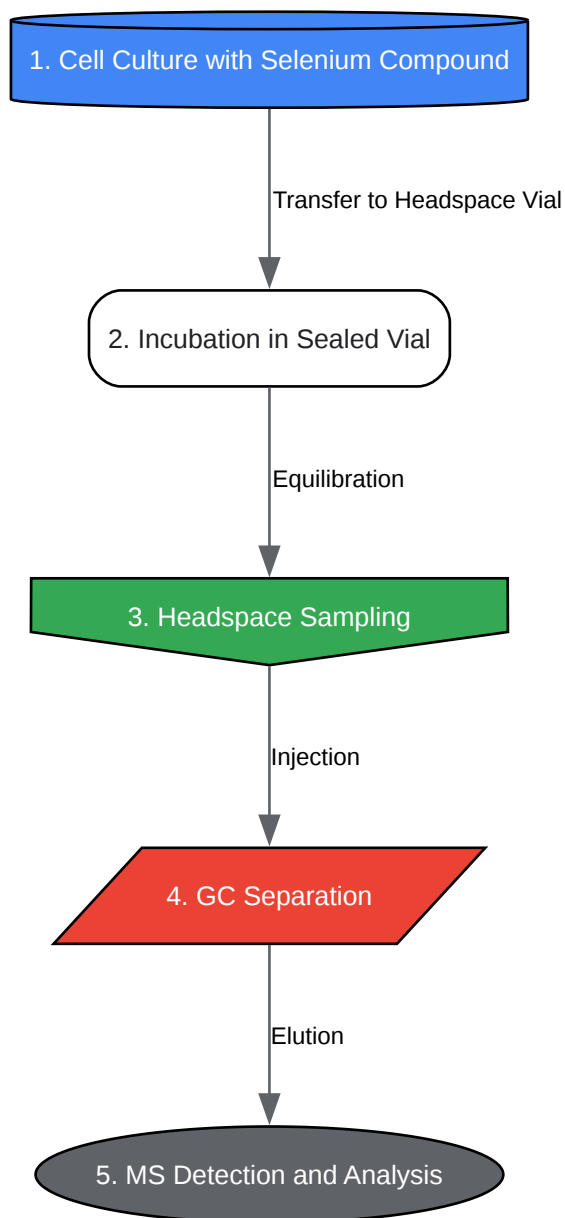 1. Cell Culture with Selenium Compound
Transfer to Headspace Vial
2. Incubation in Sealed Vial
Equilibration
3. Headspace Sampling
Injection
4. GC Separation
Elution
5. MS Detection and Analysis